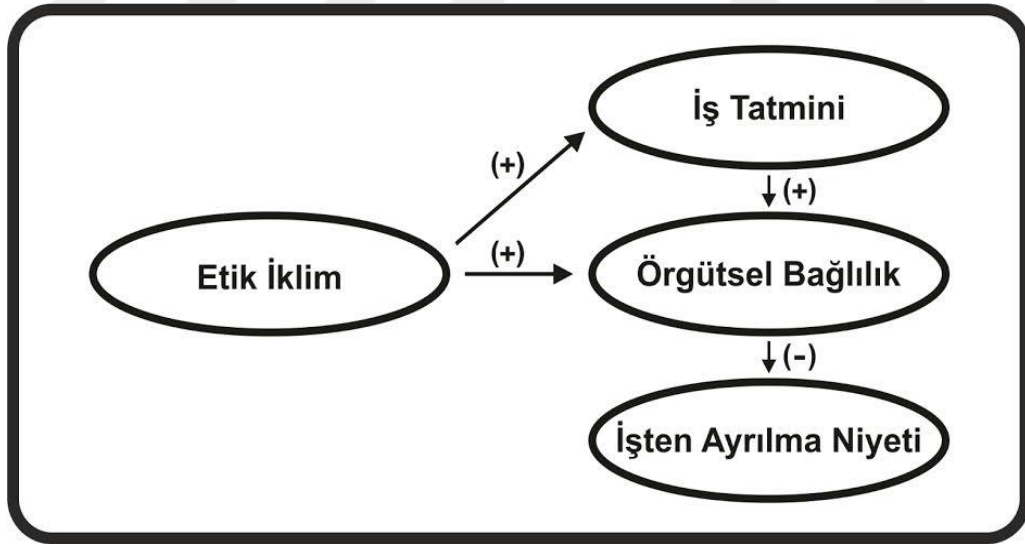 İş Tatmini
(+)
(+)
(+)
Etik İklim
Örgütsel Bağlılık
(-)
İşten Ayrılma Niyeti